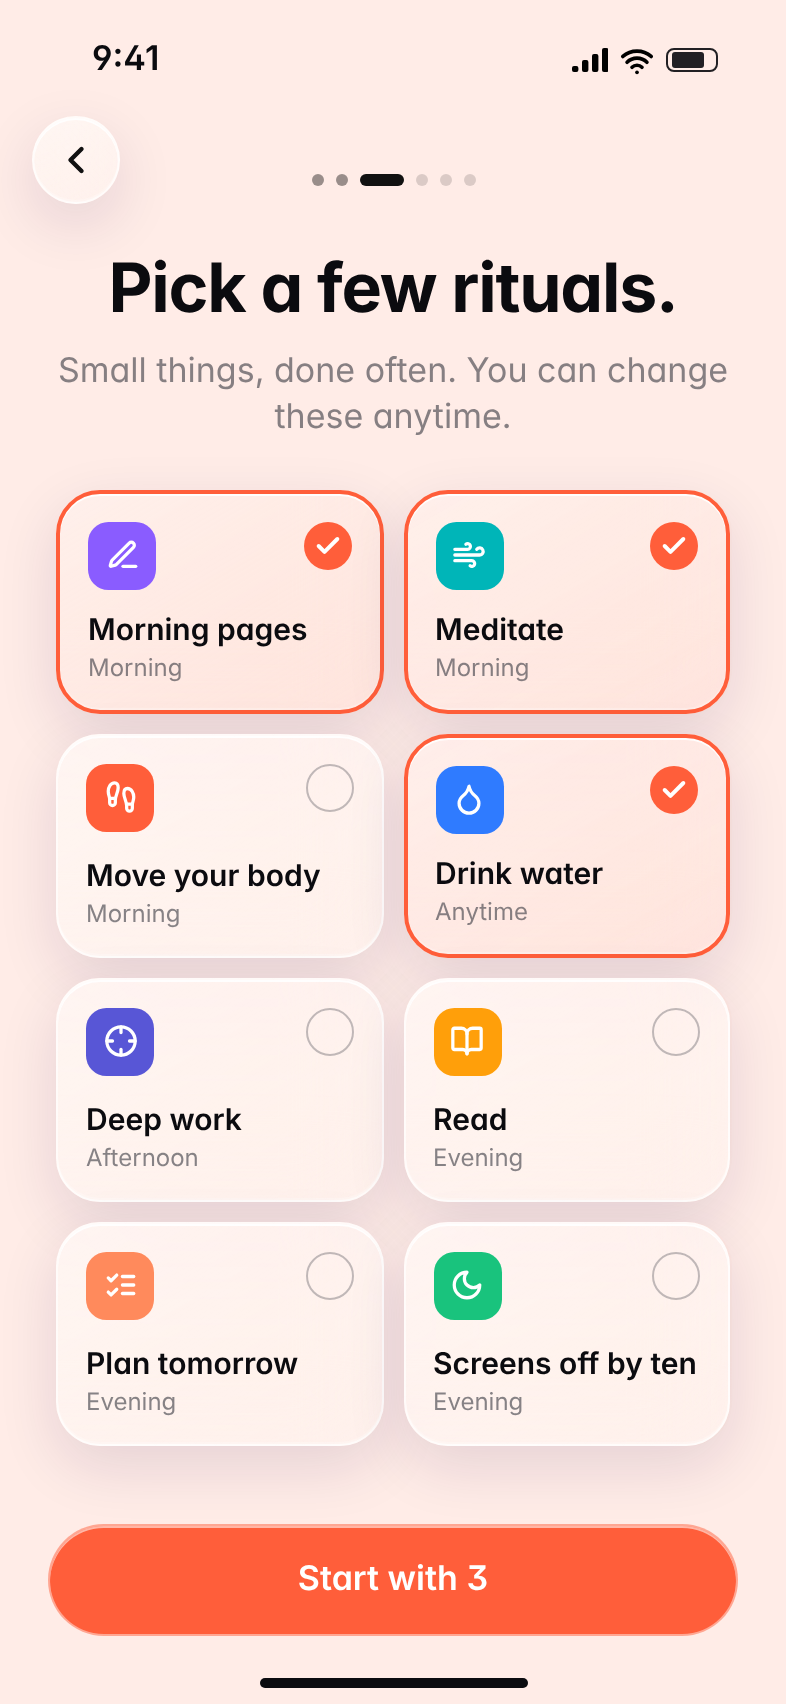 9:41
Pick a few rituals.
Small things, done often. You can change
these anytime.
Morning pages
Morning
Meditate
Morning
Move your body
Morning
Drink water
Anytime
Deep work
Afternoon
Read
Evening
Plan tomorrow
Evening
Screens off by ten
Evening
Start with 3